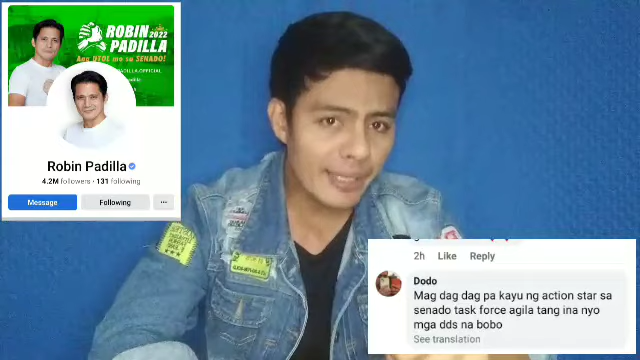 ROBIN
2022
PADILLA
Ang UTOL mo sa SENADO!
Robin Padilla
4.2M followers • 131 following
Message
Following
...
2h Like Reply
Dodo
Mag dag dag pa kayu ng action star sa
senado task force agila tang ina nyo
mga dds na bobo
See translation